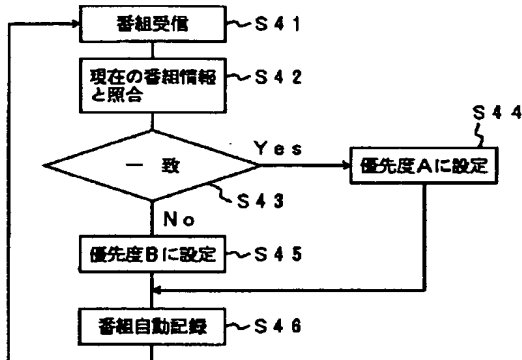 番組受信 S41
現在の番組情報
と照合 S42
一致 S43
Yes
優先度Aに設定 S44
No
優先度Bに設定 S45
番組自動記録 S46